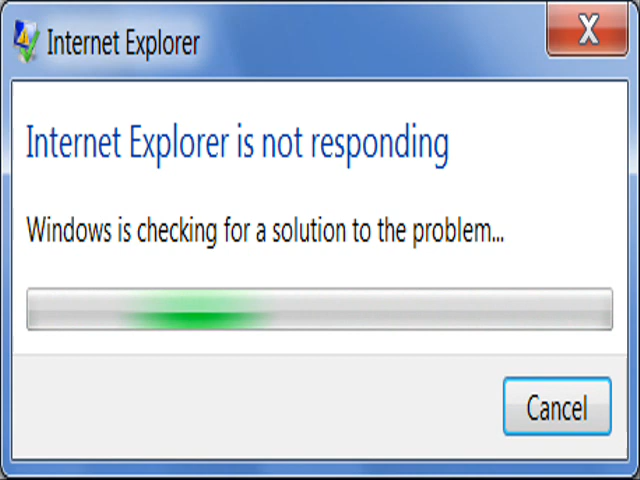 Internet Explorer
X
Internet Explorer is not responding
Windows is checking for a solution to the problem...
Cancel